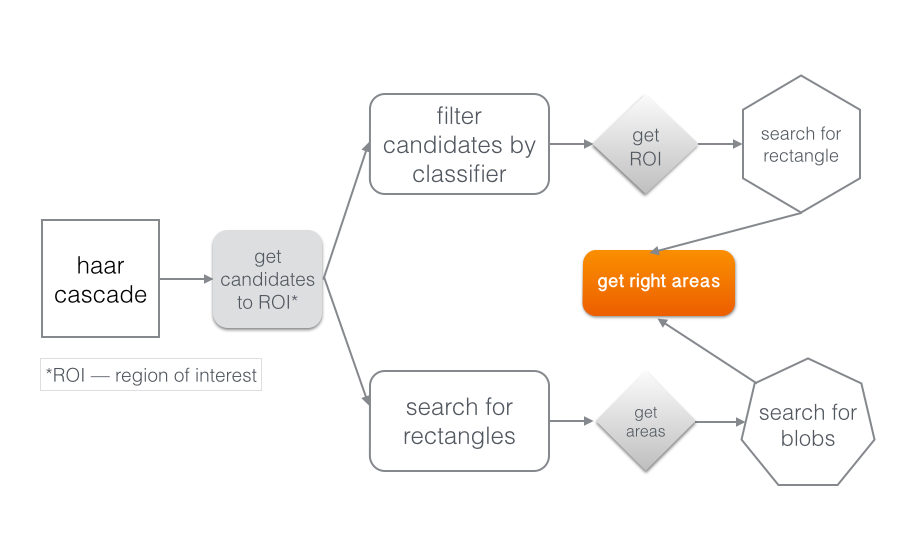 haar
cascade
get
candidates
to ROI*
*ROI — region of interest
filter
candidates by
classifier
get
ROI
search for
rectangle
get right areas
search for
rectangles
get
areas
search for
blobs